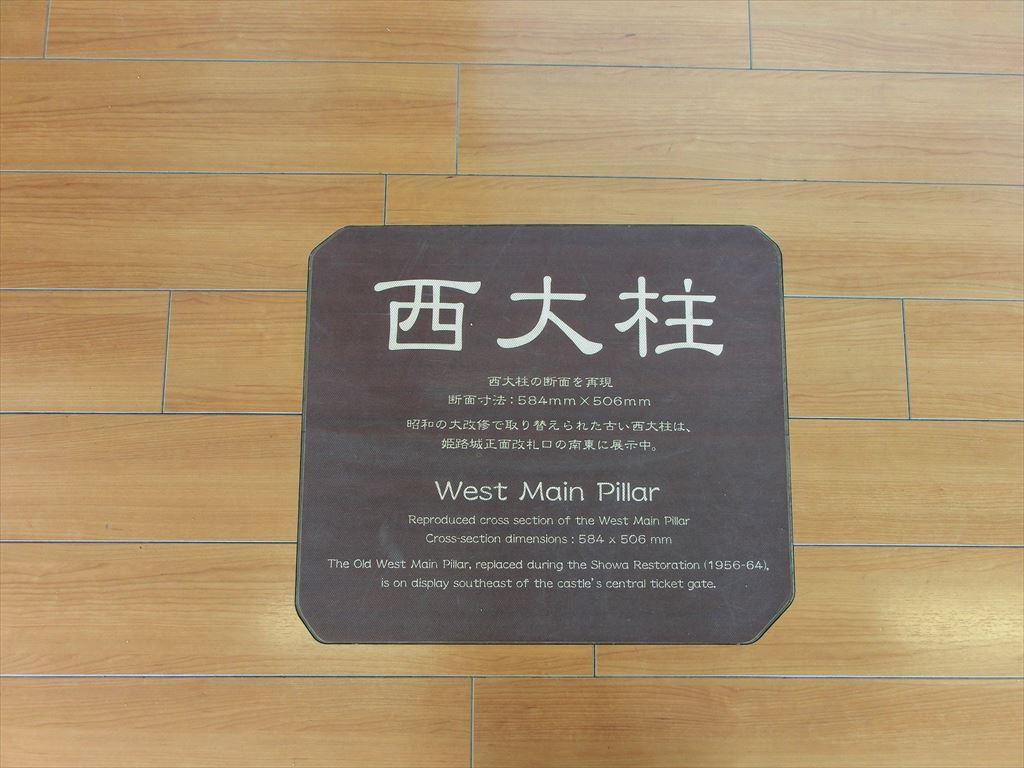 西大柱
西大柱の断面を再現
断面寸法：584mm×506mm
昭和の大改修で取り替えられた古い西大柱は、
姫路城正面改札口の南東に展示中。
West Main Pillar
Reproduced cross section of the West Main Pillar
Cross-section dimensions : 584 x 506 mm
The Old West Main Pillar, replaced during the Showa Restoration (1956-64),
is on display southeast of the castle's central ticket gate.